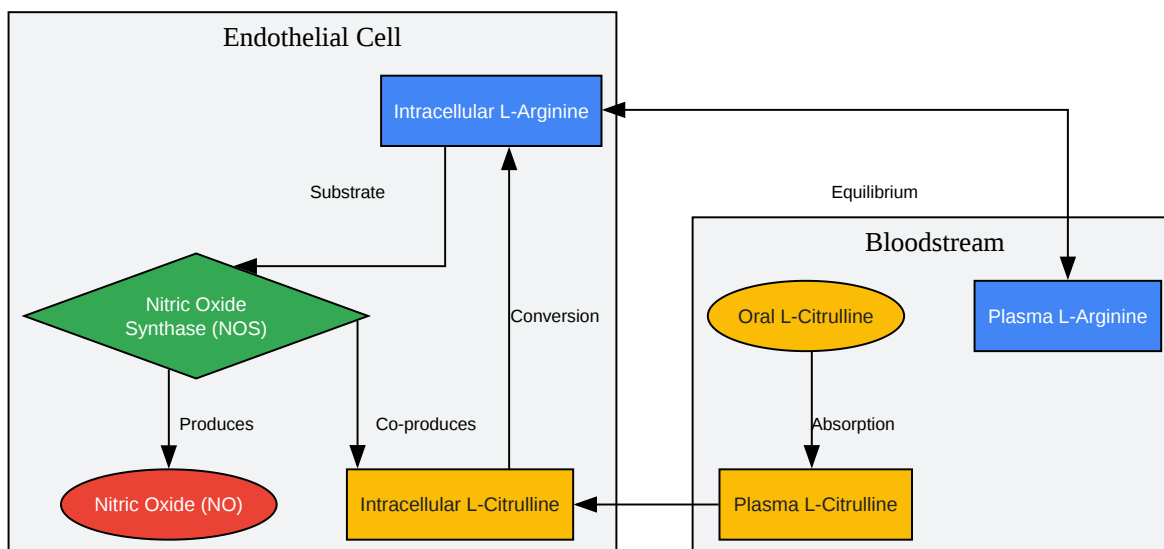 Endothelial Cell
Intracellular L-Arginine
Substrate
Equilibrium
Bloodstream
Nitric Oxide
Synthase (NOS)
Conversion
Oral L-Citrulline
Plasma L-Arginine
Produces
Co-produces
Absorption
Nitric Oxide (NO)
Intracellular L-Citrulline
Plasma L-Citrulline